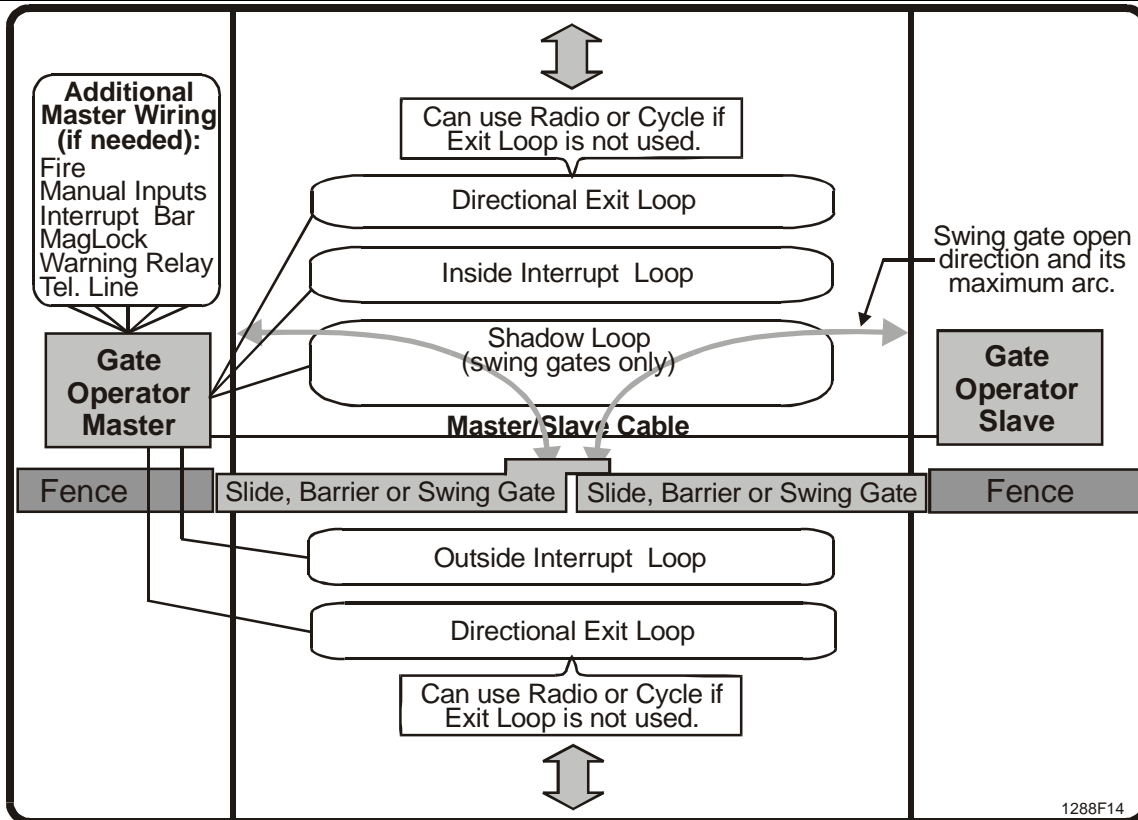 Additional
Master Wiring
(if needed):
Fire
Manual Inputs
Interrupt Bar
MagLock
Warning Relay
Tel. Line
Can use Radio or Cycle if
Exit Loop is not used.
Directional Exit Loop
Inside Interrupt Loop
Swing gate open
direction and its
maximum arc.
Shadow Loop
(swing gates only)
Gate
Operator
Master
Gate
Operator
Slave
Master/Slave Cable
Fence
Slide, Barrier or Swing Gate
Slide, Barrier or Swing Gate
Fence
Outside Interrupt Loop
Directional Exit Loop
Can use Radio or Cycle if
Exit Loop is not used.
1288F14